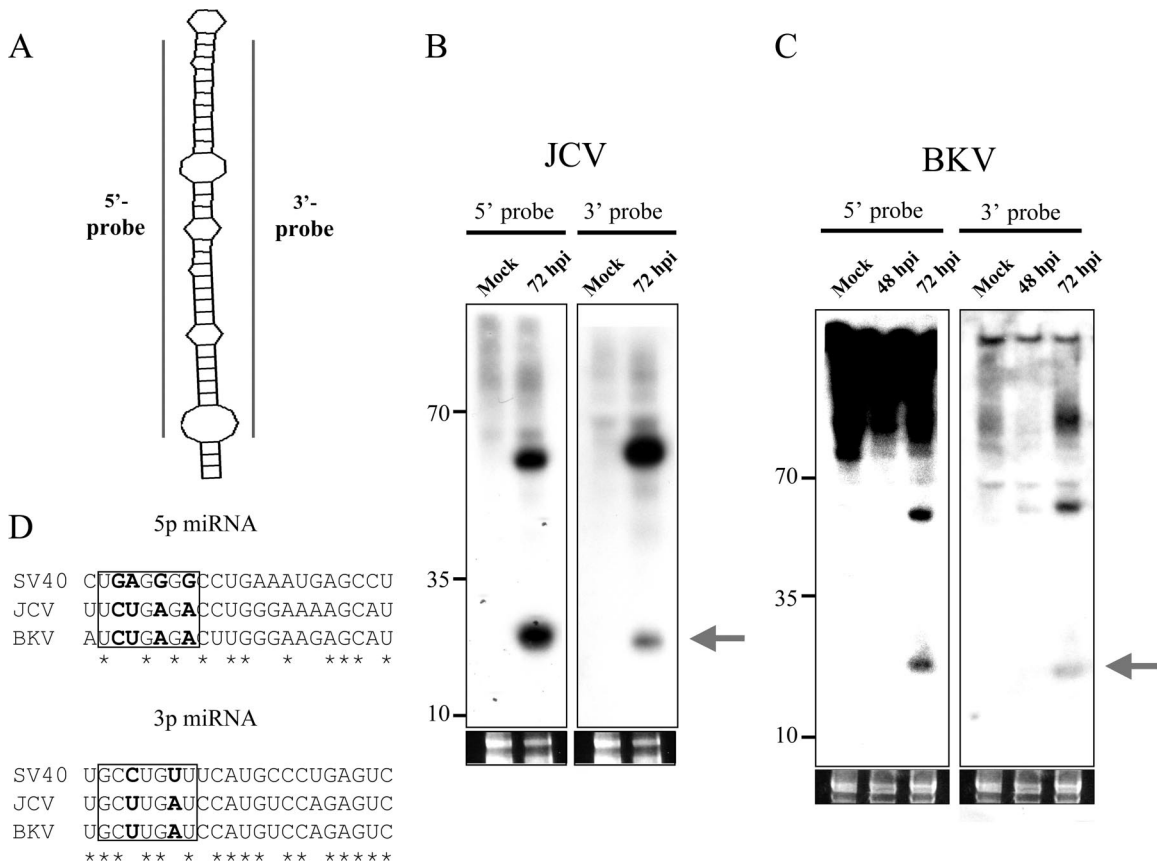 A
5'-
probe
3'-
probe
B
JCV
5' probe
3' probe
Mock
72 hpi
Mock
72 hpi
70
35
10
C
BKV
5' probe
3' probe
Mock
48 hpi
72 hpi
Mock
48 hpi
72 hpi
70
35
10
D
5p miRNA
SV40 CUGAGGGGCCUGAAAUGAGCCU
JCV UUCUGAGACCUGGGAAAAGCAU
BKV AUCUGAGACUUGGGAAGAGCAU
* * * * ** * *** *
3p miRNA
SV40 UGCCUGUUUCAUGCCCUGAGUC
JCV UGCUUGAUCCAUGUCCAGAGUC
BKV UGCUUGAUCCAUGUCCAGAGUC
*** ** * **** ** *****